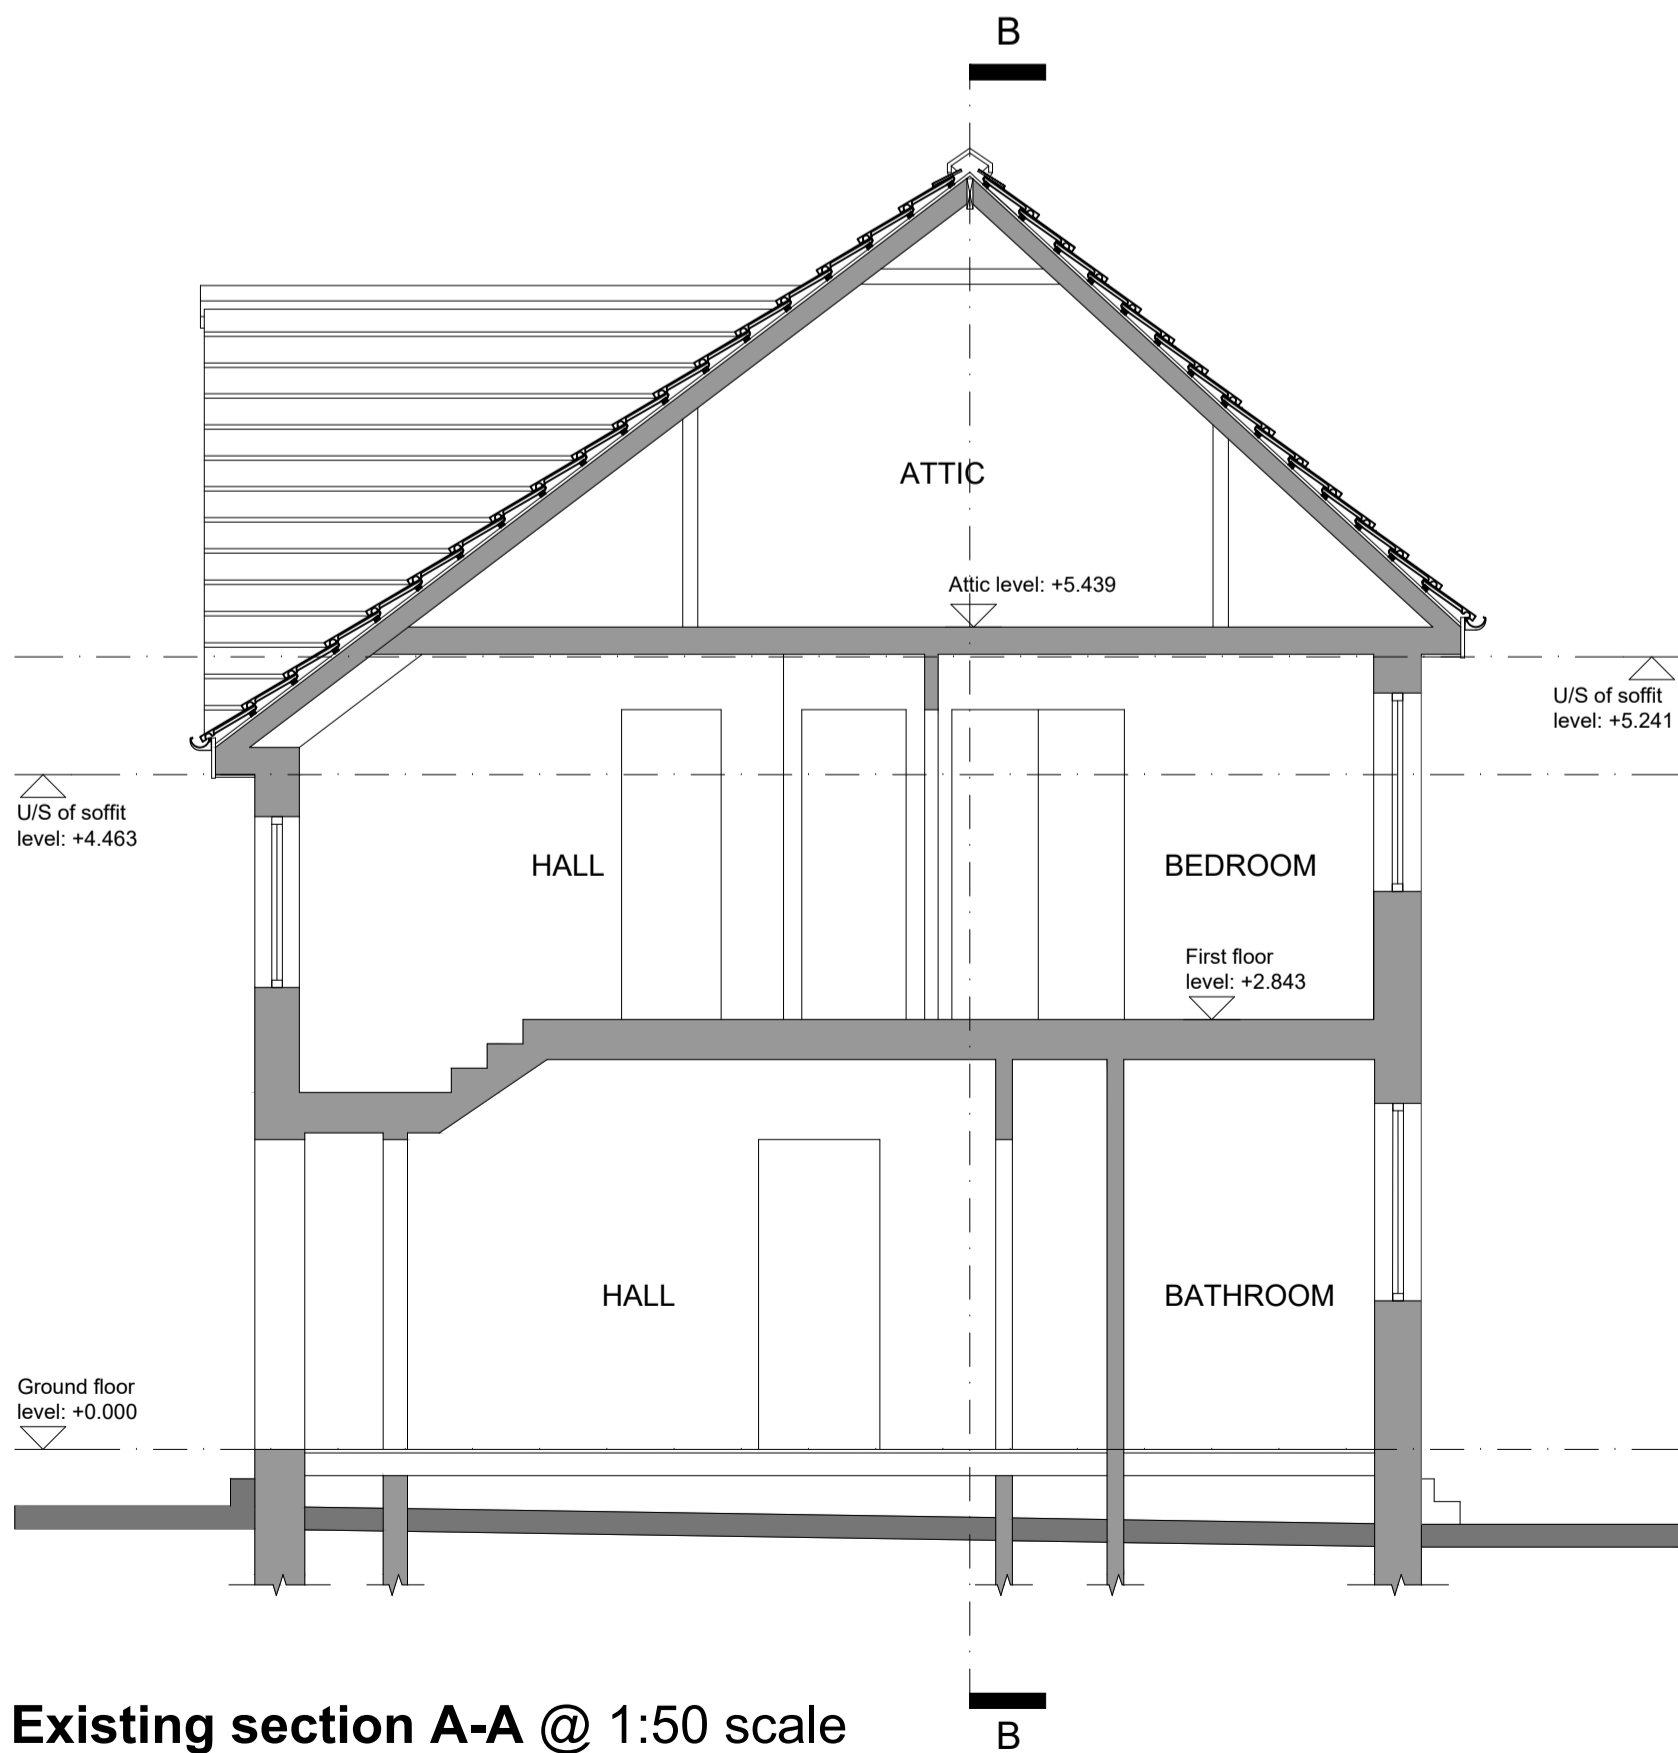 B
ATTIC
Attic level: +5.439
U/S of soffit
level: +5.241
U/S of soffit
level: +4.463
HALL
BEDROOM
First floor
level: +2.843
HALL
BATHROOM
Ground floor
level: +0.000
Existing section A-A @ 1:50 scale
B